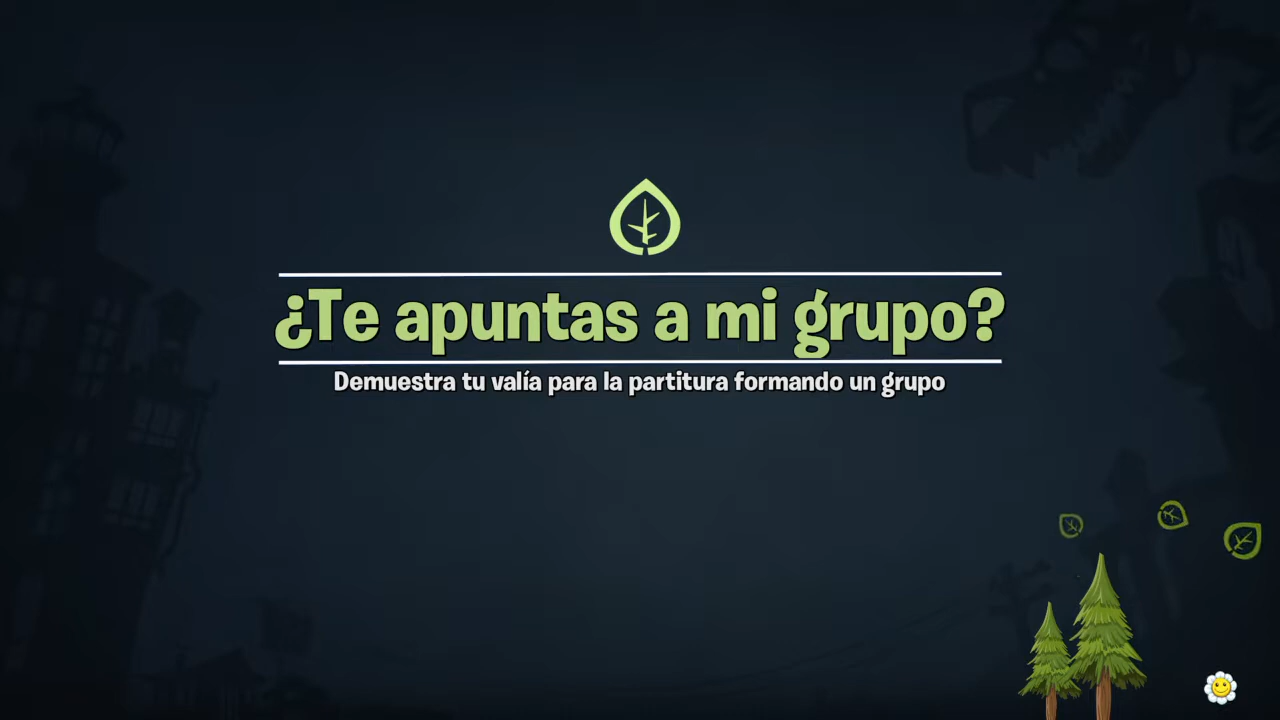 ¿Te apuntas a mi grupo?
Demuestra tu valía para la partitura formando un grupo